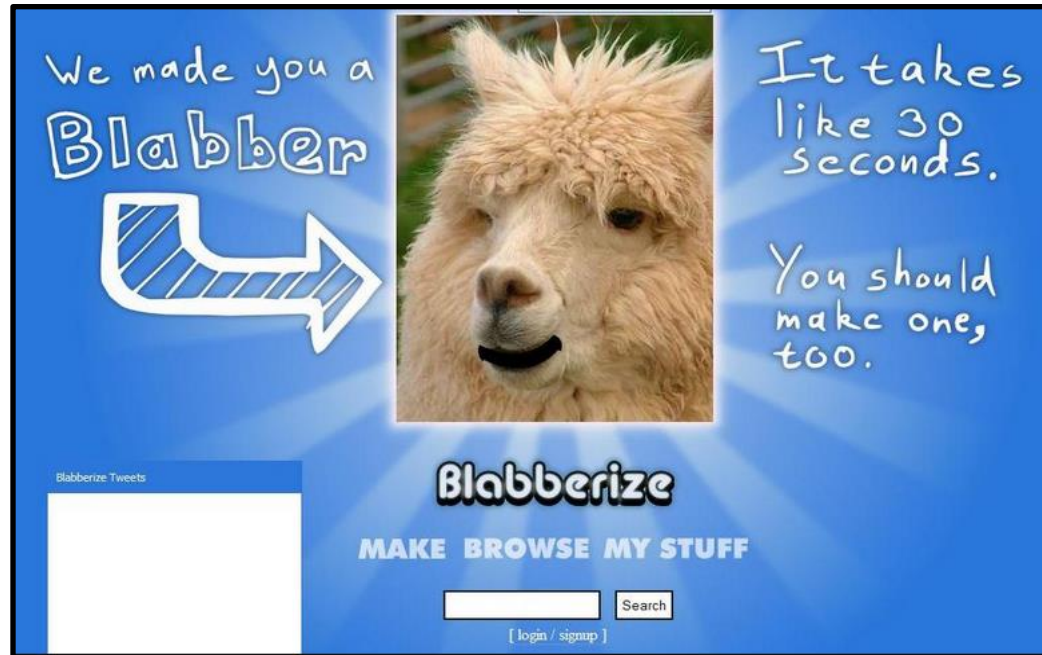 We made you a
Blabber
It takes
like 30
seconds.
You should
make one,
too.
Blabberize Tweets
Blabberize
MAKE BROWSE MY STUFF
Search
[ login / signup ]